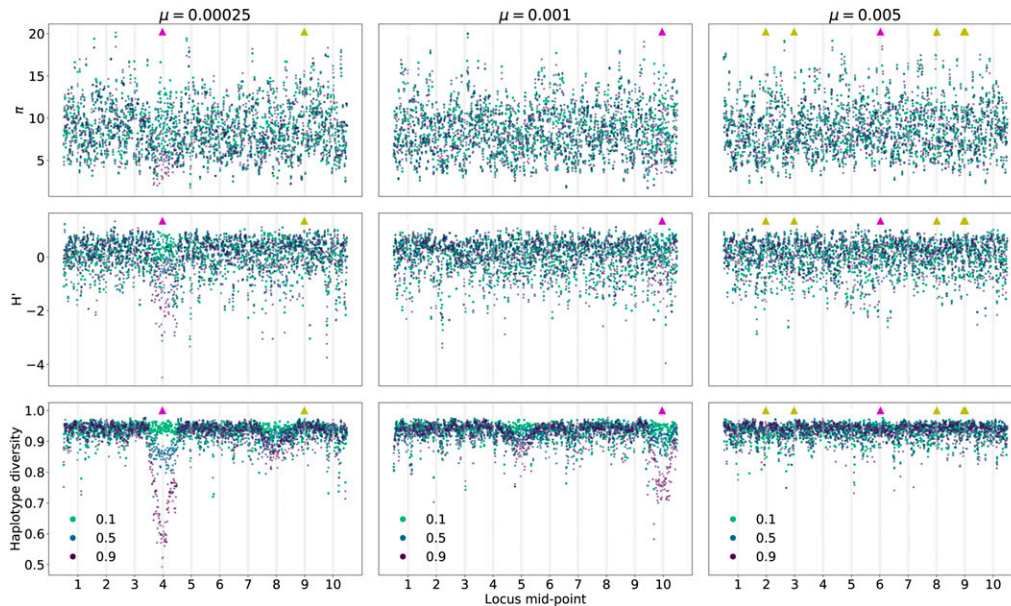 μ = 0.00025 μ = 0.001 μ = 0.005
20
15
10
5
π
0
−2
−4
H'
1.0
0.9
0.8
0.7
0.6
0.5
Haplotype diversity
0.1 0.1 0.1
0.5 0.5 0.5
0.9 0.9 0.9
1 2 3 4 5 6 7 8 9 10 1 2 3 4 5 6 7 8 9 10 1 2 3 4 5 6 7 8 9 10
Locus mid-point